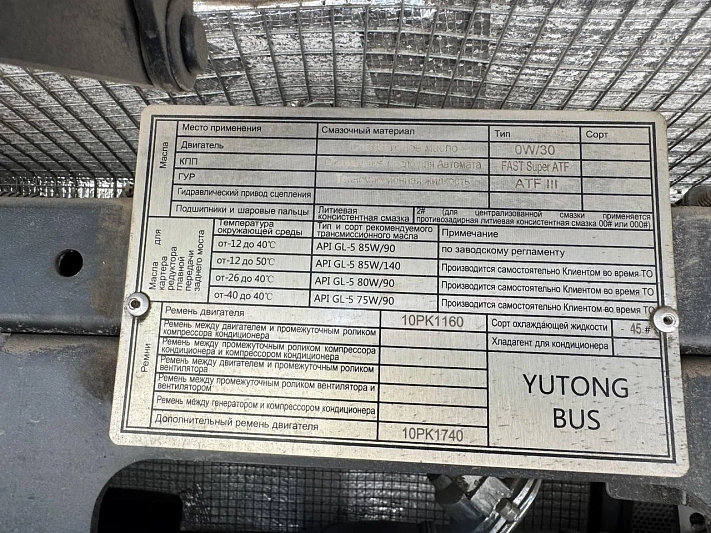 Масла
Место применения Смазочный материал Тип Сорт
Двигатель масло 0W/30
КПП Автомата FAST Super ATF
ГУР жидкость ATF III
Гидравлический привод сцепления
Подшипники и шаровые пальцы Литиевая консистентная смазка 2# (для централизованной смазки применяется
противозадирная литиевая консистентная смазка 00# или 000#)
Масла для картера редуктора главной передачи заднего моста
Температура окружающей среды Тип и сорт рекомендуемого трансмиссионного масла Примечание
от-12 до 40℃ API GL-5 85W/90 по заводскому регламенту
от-12 до 50℃ API GL-5 85W/140 Производится самостоятельно Клиентом во время ТО
от-26 до 40℃ API GL-5 80W/90 Производится самостоятельно Клиентом во время ТО
от-40 до 40℃ API GL-5 75W/90 Производится самостоятельно Клиентом во время ТО
Ремни
Ремень двигателя 10PK1160 Сорт охлаждающей жидкости - 45 #
Ремень между двигателем и промежуточным роликом
компрессора кондиционера
Хладагент для кондиционера
Ремень между промежуточным роликом компрессора
кондиционера и компрессором кондиционера
Ремень между двигателем и промежуточным роликом
вентилятора
Ремень между промежуточным роликом вентилятора и
вентилятором
Ремень между генератором и компрессором кондиционера
Дополнительный ремень двигателя 10PK1740
YUTONG
BUS